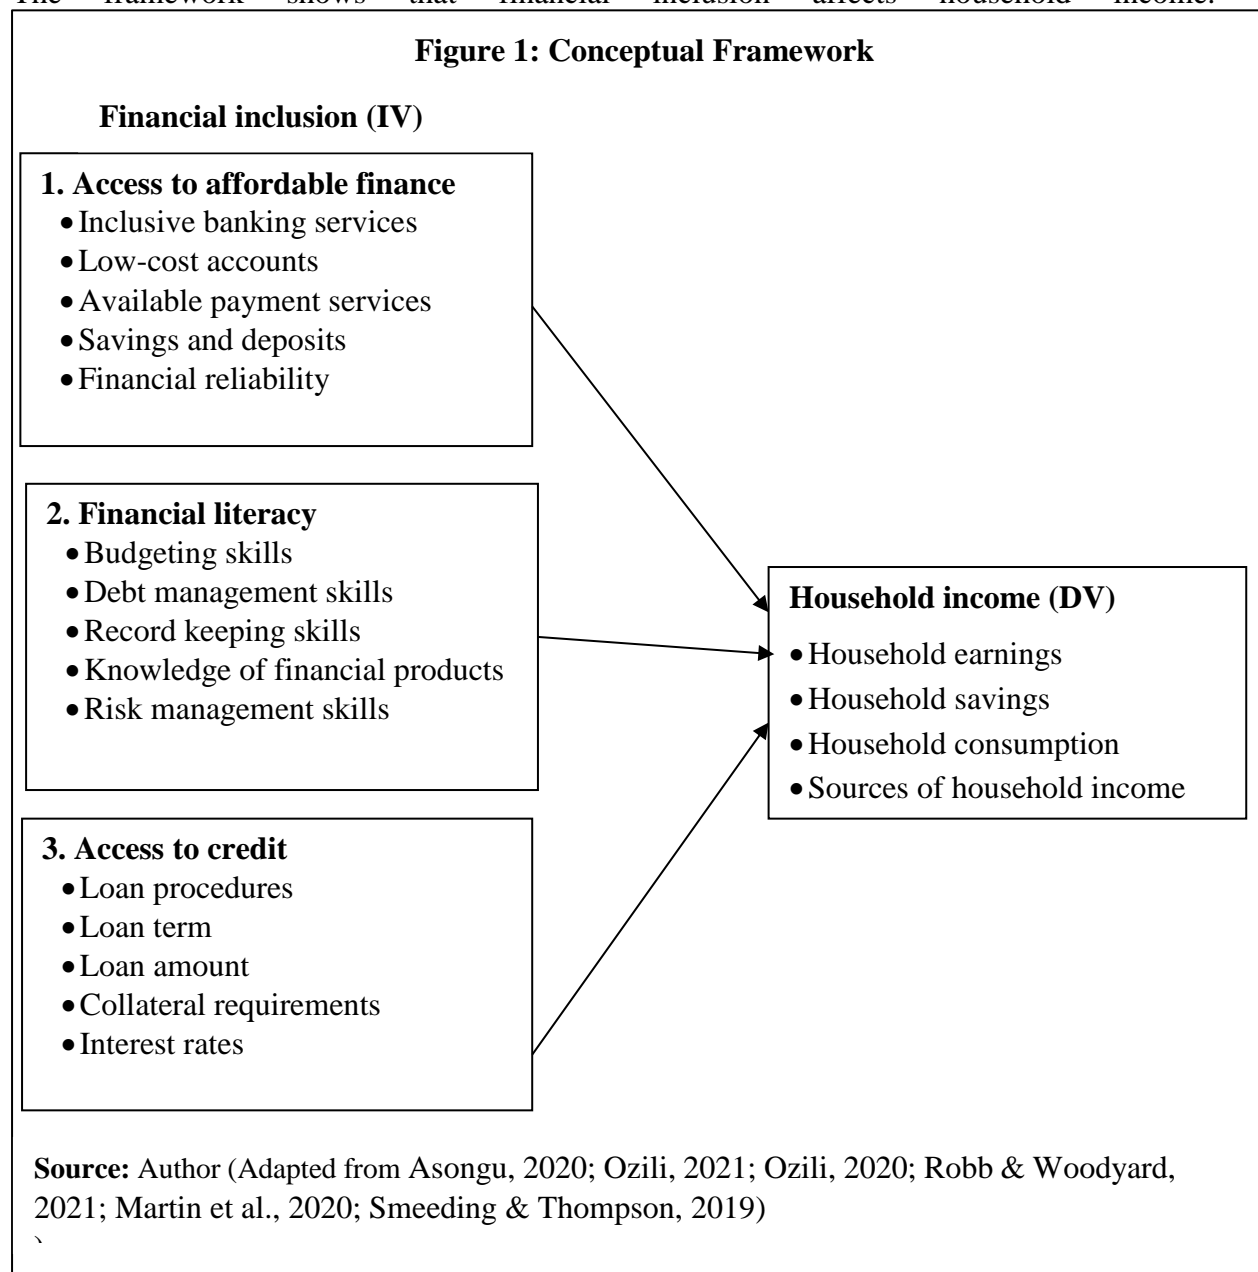 The framework shows that financial inclusion affects household income.
Figure 1: Conceptual Framework
Financial inclusion (IV)
1. Access to affordable finance
• Inclusive banking services
• Low-cost accounts
• Available payment services
• Savings and deposits
• Financial reliability
2. Financial literacy
• Budgeting skills
• Debt management skills
• Record keeping skills
• Knowledge of financial products
• Risk management skills
Household income (DV)
• Household earnings
• Household savings
• Household consumption
• Sources of household income
3. Access to credit
• Loan procedures
• Loan term
• Loan amount
• Collateral requirements
• Interest rates
Source: Author (Adapted from Asongu, 2020; Ozili, 2021; Ozili, 2020; Robb & Woodyard,
2021; Martin et al., 2020; Smeeding & Thompson, 2019)
)